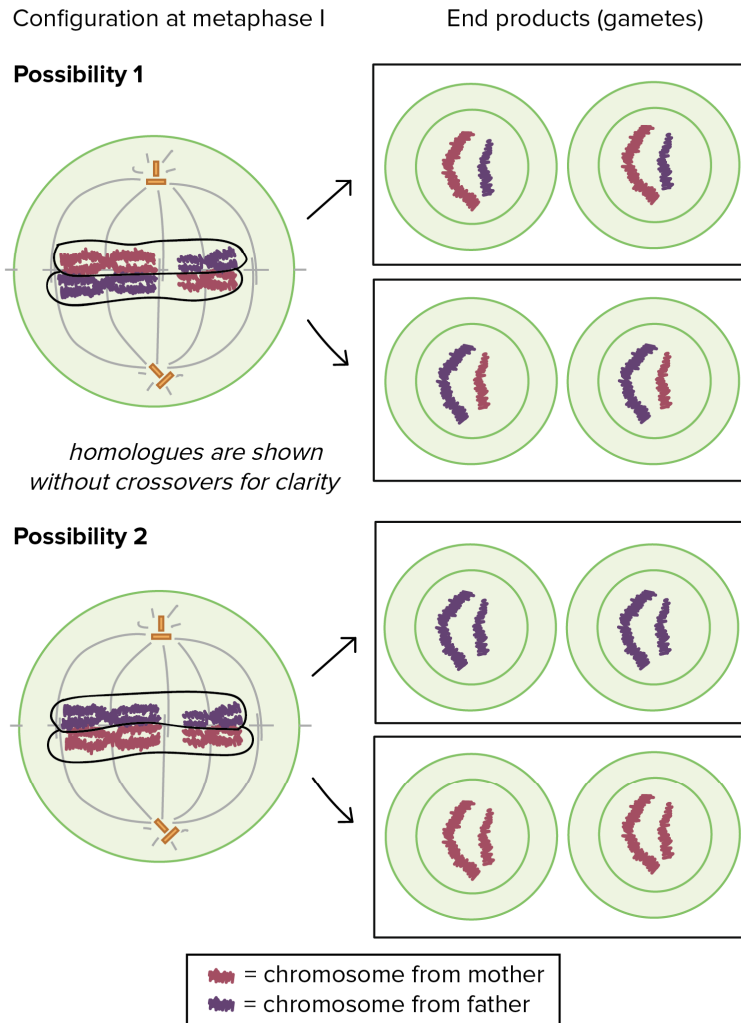 Configuration at metaphase I
End products (gametes)
Possibility 1
homologues are shown
without crossovers for clarity
Possibility 2
= chromosome from mother
= chromosome from father